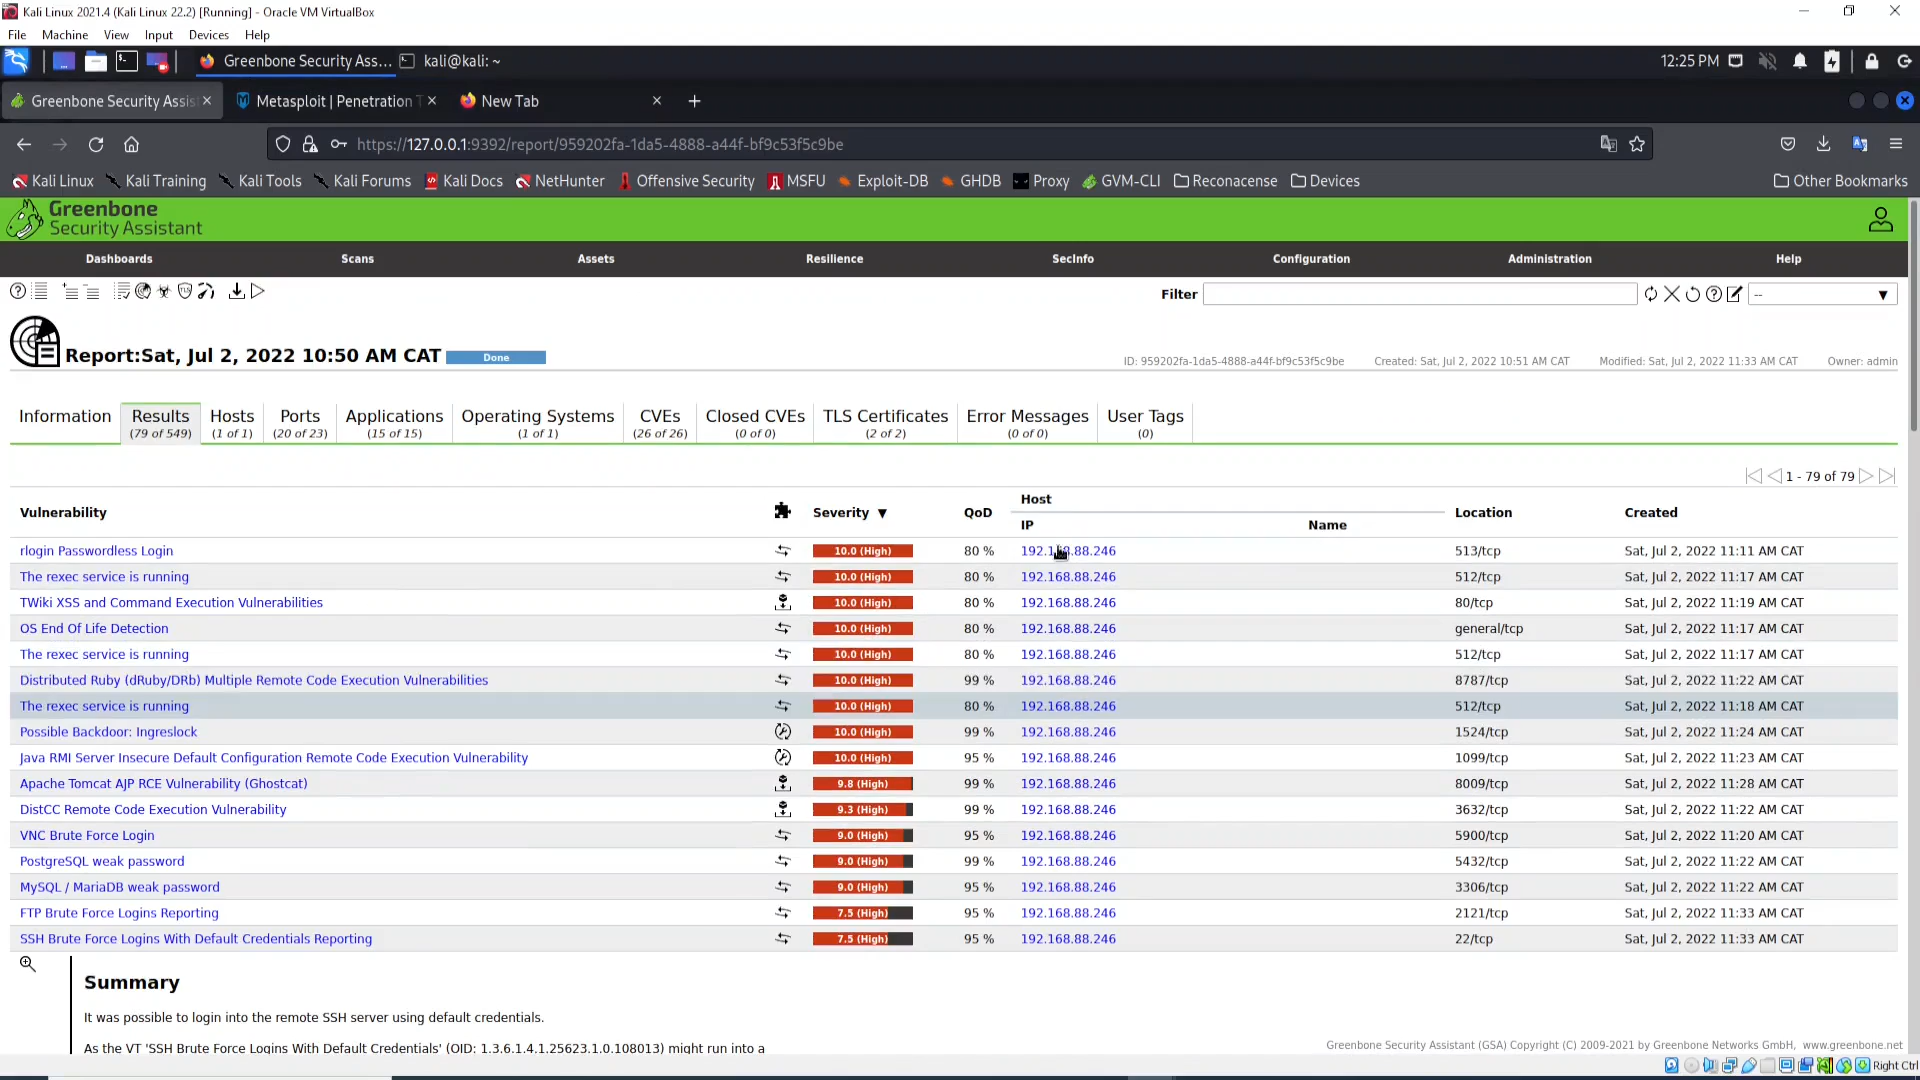 Kali Linux 2021.4 (Kali Linux 22.2) [Running] - Oracle VM VirtualBox
File Machine View Input Devices Help
Greenbone Security Ass... kali@kali: ~ 12:25 PM
Greenbone Security Assis Metasploit | Penetration T New Tab
https://127.0.0.1:9392/report/959202fa-1da5-4888-a44f-bf9c53f5c9be
Kali Linux Kali Training Kali Tools Kali Forums Kali Docs NetHunter Offensive Security MSFU Exploit-DB GHDB Proxy GVM-CLI Reconacense Devices Other Bookmarks
Greenbone
Security Assistant
Dashboards Scans Assets Resilience SecInfo Configuration Administration Help
Filter --
Report:Sat, Jul 2, 2022 10:50 AM CAT Done ID: 959202fa-1da5-4888-a44f-bf9c53f5c9be Created: Sat, Jul 2, 2022 10:51 AM CAT Modified: Sat, Jul 2, 2022 11:33 AM CAT Owner: admin
Information Results Hosts Ports Applications Operating Systems CVEs Closed CVEs TLS Certificates Error Messages User Tags
(79 of 549) (1 of 1) (20 of 23) (15 of 15) (1 of 1) (26 of 26) (0 of 0) (2 of 2) (0 of 0) (0)
1 - 79 of 79
Vulnerability Severity ▼ QoD Host Location Created
IP Name
rlogin Passwordless Login 10.0 (High) 80 % 192.168.88.246 513/tcp Sat, Jul 2, 2022 11:11 AM CAT
The rexec service is running 10.0 (High) 80 % 192.168.88.246 512/tcp Sat, Jul 2, 2022 11:17 AM CAT
TWiki XSS and Command Execution Vulnerabilities 10.0 (High) 80 % 192.168.88.246 80/tcp Sat, Jul 2, 2022 11:19 AM CAT
OS End Of Life Detection 10.0 (High) 80 % 192.168.88.246 general/tcp Sat, Jul 2, 2022 11:17 AM CAT
The rexec service is running 10.0 (High) 80 % 192.168.88.246 512/tcp Sat, Jul 2, 2022 11:17 AM CAT
Distributed Ruby (dRuby/DRb) Multiple Remote Code Execution Vulnerabilities 10.0 (High) 99 % 192.168.88.246 8787/tcp Sat, Jul 2, 2022 11:22 AM CAT
The rexec service is running 10.0 (High) 80 % 192.168.88.246 512/tcp Sat, Jul 2, 2022 11:18 AM CAT
Possible Backdoor: Ingreslock 10.0 (High) 99 % 192.168.88.246 1524/tcp Sat, Jul 2, 2022 11:24 AM CAT
Java RMI Server Insecure Default Configuration Remote Code Execution Vulnerability 10.0 (High) 95 % 192.168.88.246 1099/tcp Sat, Jul 2, 2022 11:23 AM CAT
Apache Tomcat AJP RCE Vulnerability (Ghostcat) 9.8 (High) 99 % 192.168.88.246 8009/tcp Sat, Jul 2, 2022 11:28 AM CAT
DistCC Remote Code Execution Vulnerability 9.3 (High) 99 % 192.168.88.246 3632/tcp Sat, Jul 2, 2022 11:22 AM CAT
VNC Brute Force Login 9.0 (High) 95 % 192.168.88.246 5900/tcp Sat, Jul 2, 2022 11:20 AM CAT
PostgreSQL weak password 9.0 (High) 99 % 192.168.88.246 5432/tcp Sat, Jul 2, 2022 11:22 AM CAT
MySQL / MariaDB weak password 9.0 (High) 95 % 192.168.88.246 3306/tcp Sat, Jul 2, 2022 11:22 AM CAT
FTP Brute Force Logins Reporting 7.5 (High) 95 % 192.168.88.246 2121/tcp Sat, Jul 2, 2022 11:33 AM CAT
SSH Brute Force Logins With Default Credentials Reporting 7.5 (High) 95 % 192.168.88.246 22/tcp Sat, Jul 2, 2022 11:33 AM CAT
Summary
It was possible to login into the remote SSH server using default credentials.
As the VT 'SSH Brute Force Logins With Default Credentials' (OID: 1.3.6.1.4.1.25623.1.0.108013) might run into a
Greenbone Security Assistant (GSA) Copyright (C) 2009-2021 by Greenbone Networks GmbH, www.greenbone.net
Right Ctrl